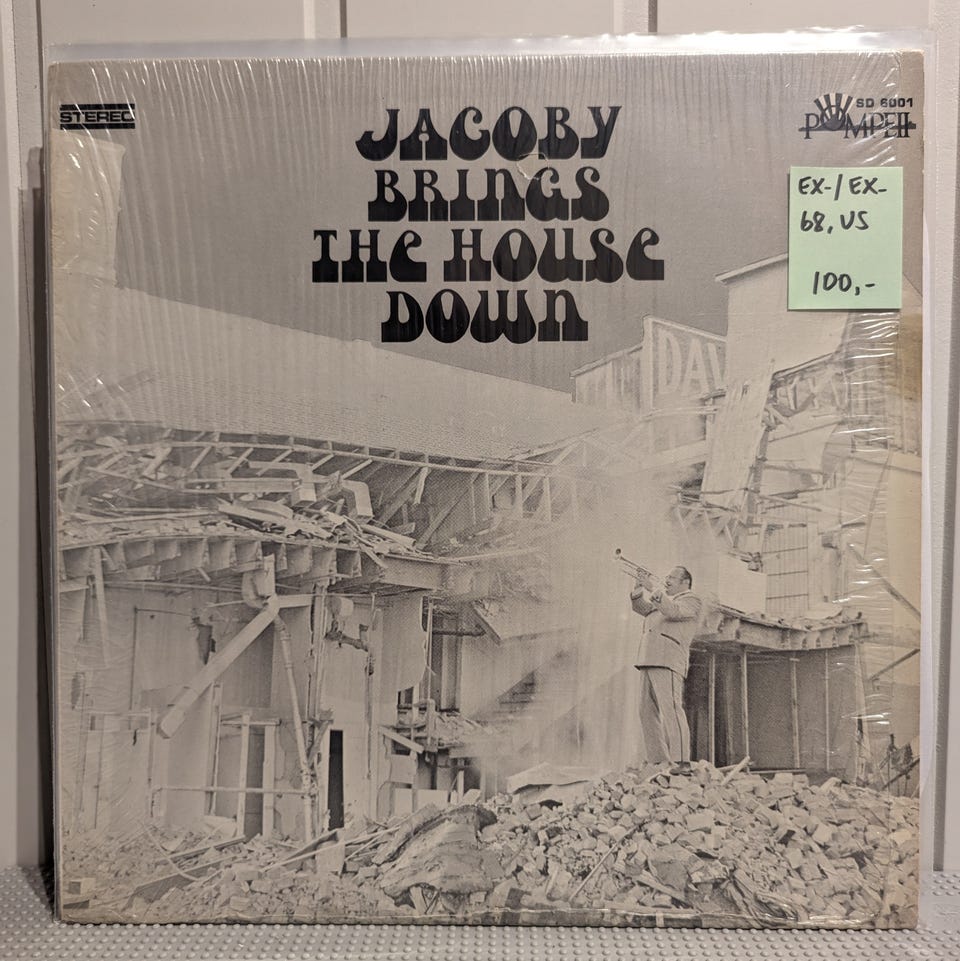 STEREO
JACOBY
BRINGS
THE HOUSE
DOWN
SD 6001
POMPEII
EX-/EX-
68, US
100,-
DAV